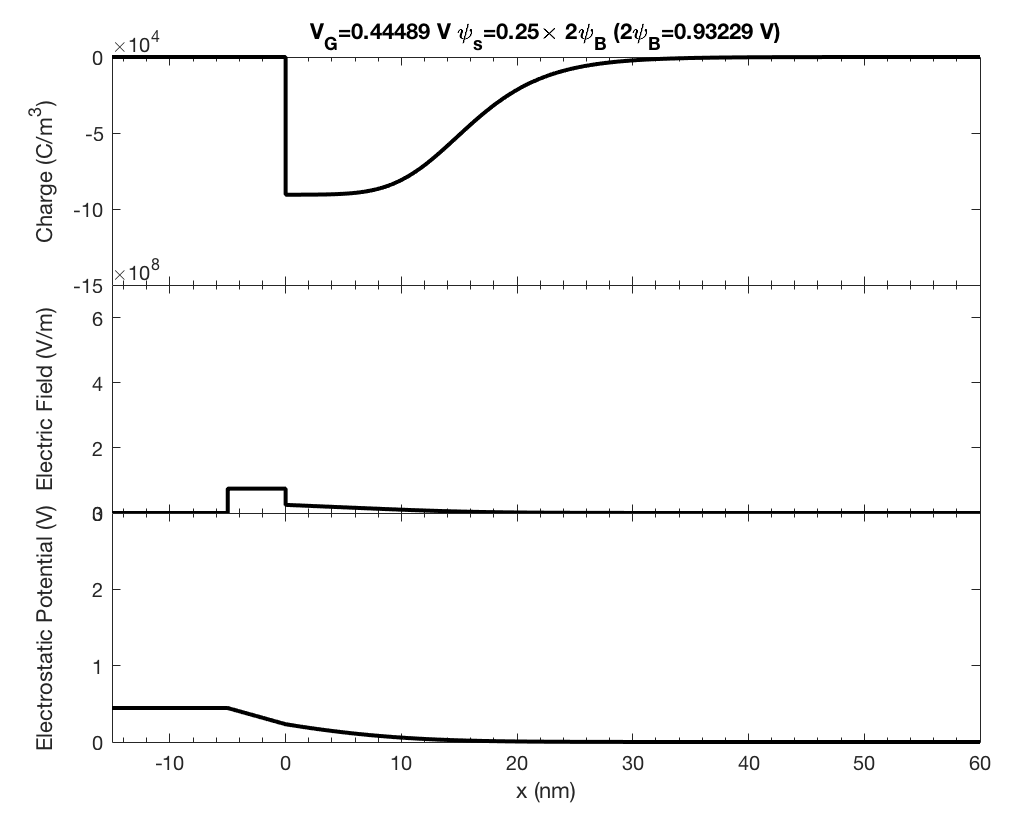 V_G=0.44489 V ψ_s=0.25× 2ψ_B (2ψ_B=0.93229 V)
×10^4
0
-5
-10
-15
Charge (C/m^3)
×10^8
6
4
2
0
Electric Field (V/m)
3
2
1
0
Electrostatic Potential (V)
-10 0 10 20 30 40 50 60
x (nm)